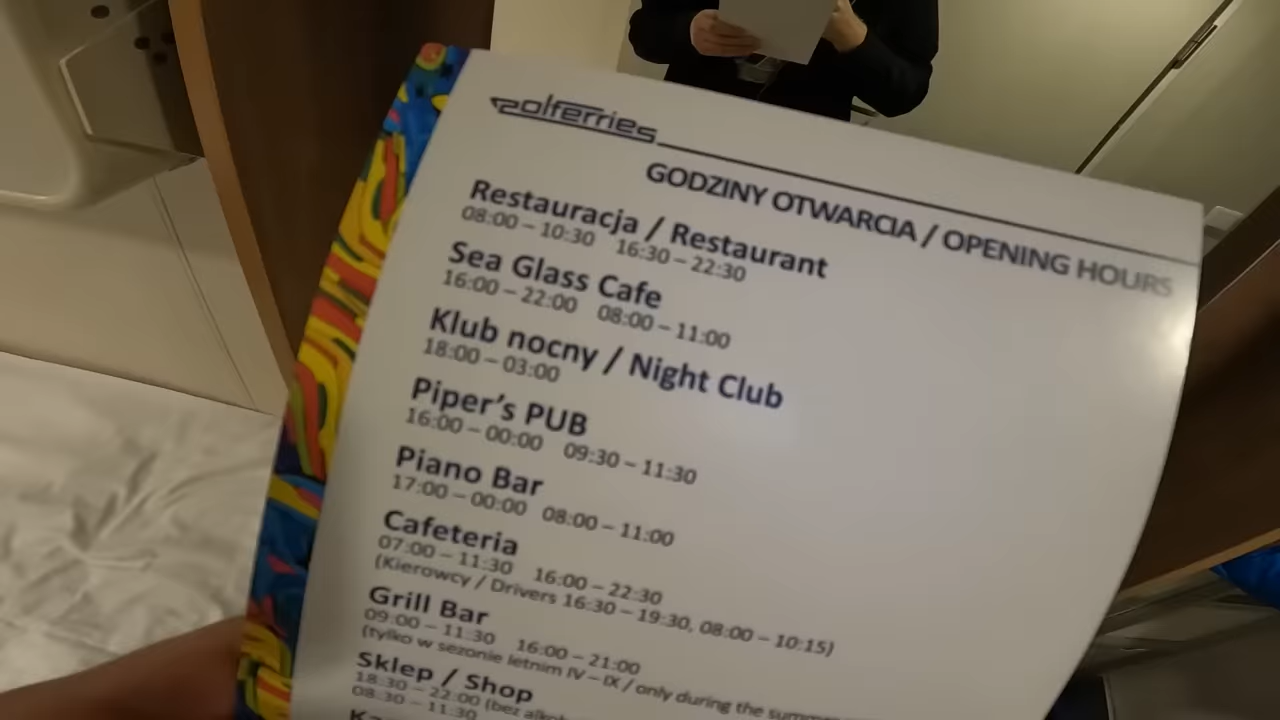 polferries
GODZINY OTWARCIA / OPENING HOURS
Restauracja / Restaurant
08:00 – 10:30 16:30 – 22:30
Sea Glass Cafe
16:00 – 22:00 08:00 – 11:00
Klub nocny / Night Club
18:00 – 03:00
Piper's PUB
16:00 – 00:00 09:30 – 11:30
Piano Bar
17:00 – 00:00 08:00 – 11:00
Cafeteria
07:00 – 11:30 16:00 – 22:30
(Kierowcy / Drivers 16:30 – 19:30, 08:00 – 10:15)
Grill Bar
09:00 – 11:30 16:00 – 21:00
(tylko w sezonie letnim IV – IX / only during the
Sklep / Shop
18:30 – 22:00 (bez
08:30 – 11:30